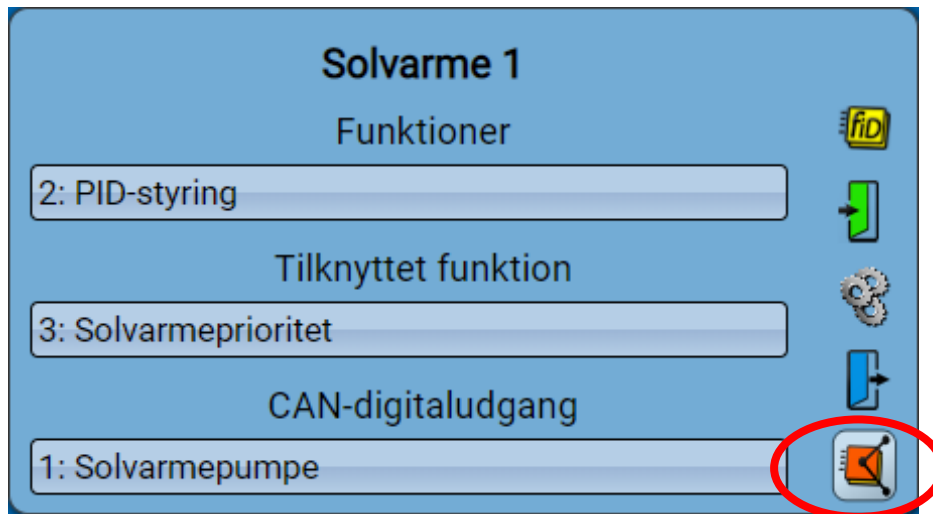 Solvarme 1
Funktioner
fiD
2: PID-styring
Tilknyttet funktion
3: Solvarmeprioritet
CAN-digitaludgang
1: Solvarmepumpe